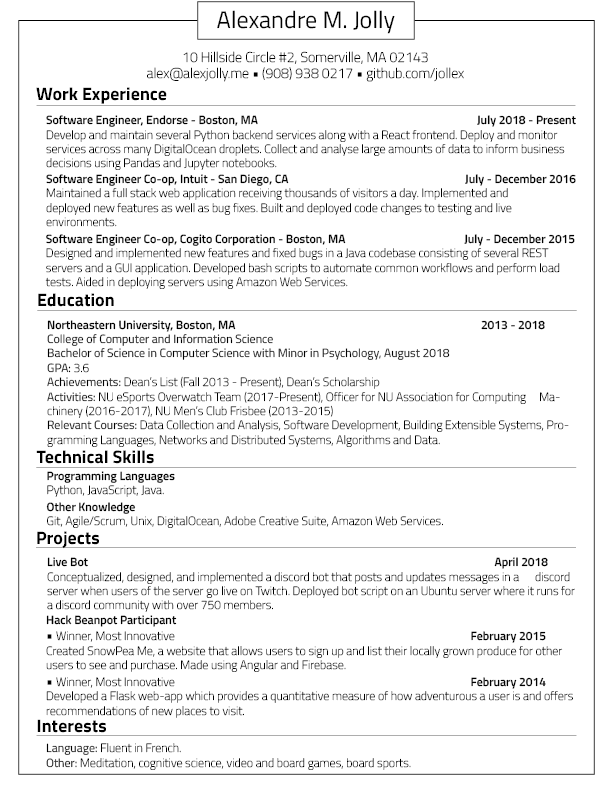 Alexandre M. Jolly
10 Hillside Circle #2, Somerville, MA 02143
alex@alexjolly.me ▪ (908) 938 0217 ▪ github.com/jollex
Work Experience
Software Engineer, Endorse - Boston, MA July 2018 - Present
Develop and maintain several Python backend services along with a React frontend. Deploy and monitor
services across many DigitalOcean droplets. Collect and analyse large amounts of data to inform business
decisions using Pandas and Jupyter notebooks.
Software Engineer Co-op, Intuit - San Diego, CA July - December 2016
Maintained a full stack web application receiving thousands of visitors a day. Implemented and
deployed new features as well as bug fixes. Built and deployed code changes to testing and live
environments.
Software Engineer Co-op, Cogito Corporation - Boston, MA July - December 2015
Designed and implemented new features and fixed bugs in a Java codebase consisting of several REST
servers and a GUI application. Developed bash scripts to automate common workflows and perform load
tests. Aided in deploying servers using Amazon Web Services.
Education
Northeastern University, Boston, MA 2013 - 2018
College of Computer and Information Science
Bachelor of Science in Computer Science with Minor in Psychology, August 2018
GPA: 3.6
Achievements: Dean's List (Fall 2013 - Present), Dean's Scholarship
Activities: NU eSports Overwatch Team (2017-Present), Officer for NU Association for Computing Ma-
chinery (2016-2017), NU Men's Club Frisbee (2013-2015)
Relevant Courses: Data Collection and Analysis, Software Development, Building Extensible Systems, Pro-
gramming Languages, Networks and Distributed Systems, Algorithms and Data.
Technical Skills
Programming Languages
Python, JavaScript, Java.
Other Knowledge
Git, Agile/Scrum, Unix, DigitalOcean, Adobe Creative Suite, Amazon Web Services.
Projects
Live Bot April 2018
Conceptualized, designed, and implemented a discord bot that posts and updates messages in a discord
server when users of the server go live on Twitch. Deployed bot script on an Ubuntu server where it runs for
a discord community with over 750 members.
Hack Beanpot Participant
▪ Winner, Most Innovative February 2015
Created SnowPea Me, a website that allows users to sign up and list their locally grown produce for other
users to see and purchase. Made using Angular and Firebase.
▪ Winner, Most Innovative February 2014
Developed a Flask web-app which provides a quantitative measure of how adventurous a user is and offers
recommendations of new places to visit.
Interests
Language: Fluent in French.
Other: Meditation, cognitive science, video and board games, board sports.